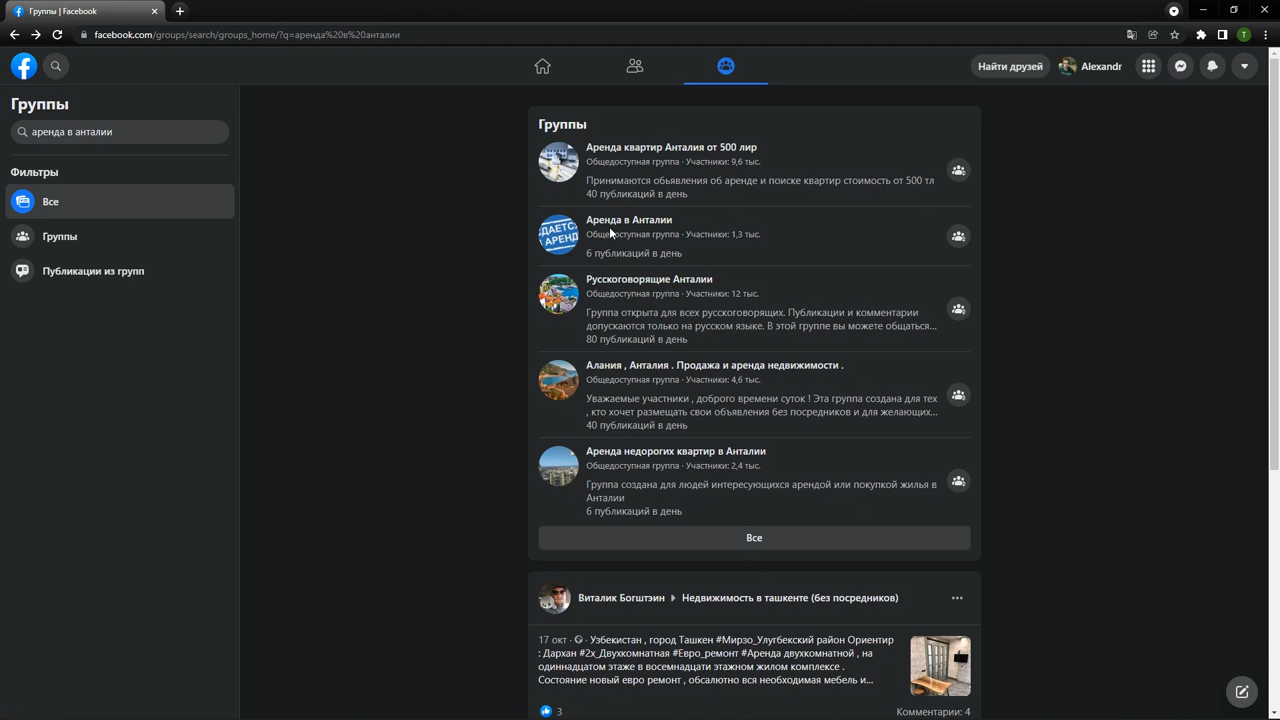 Группы | Facebook
facebook.com/groups/search/groups_home/?q=аренда%20в%20анталии
T
Найти друзей
Alexandr
Группы
аренда в анталии
Фильтры
Все
Группы
Публикации из групп
Группы
Аренда квартир Анталия от 500 лир
Общедоступная группа · Участники: 9,6 тыс.
Принимаются обьявления об аренде и поиске квартир стоимость от 500 тл
40 публикаций в день
ДАЕТСЯ
АРЕНД
Аренда в Анталии
Общедоступная группа · Участники: 1,3 тыс.
6 публикаций в день
Русскоговорящие Анталии
Общедоступная группа · Участники: 12 тыс.
Группа открыта для всех русскоговорящих. Публикации и комментарии
допускаются только на русском языке. В этой группе вы можете общаться...
80 публикаций в день
Алания , Анталия . Продажа и аренда недвижимости .
Общедоступная группа · Участники: 4,6 тыс.
Уважаемые участники , доброго времени суток ! Эта группа создана для тех
, кто хочет размещать свои объявления без посредников и для желающих...
40 публикаций в день
Аренда недорогих квартир в Анталии
Общедоступная группа · Участники: 2,4 тыс.
Группа создана для людей интересующихся арендой или покупкой жилья в
Анталии
6 публикаций в день
Все
Виталик Богштэин Недвижимость в ташкенте (без посредников)
17 окт · Узбекистан , город Ташкен #Мирзо_Улугбекский район Ориентир
: Дархан #2х_Двухкомнатная #Евро_ремонт #Аренда двухкомнатной , на
одиннадцатом этаже в восемнадцати этажном жилом комплексе .
Состояние новый евро ремонт , обсалютно вся необходимая мебель и...
3
Комментарии: 4